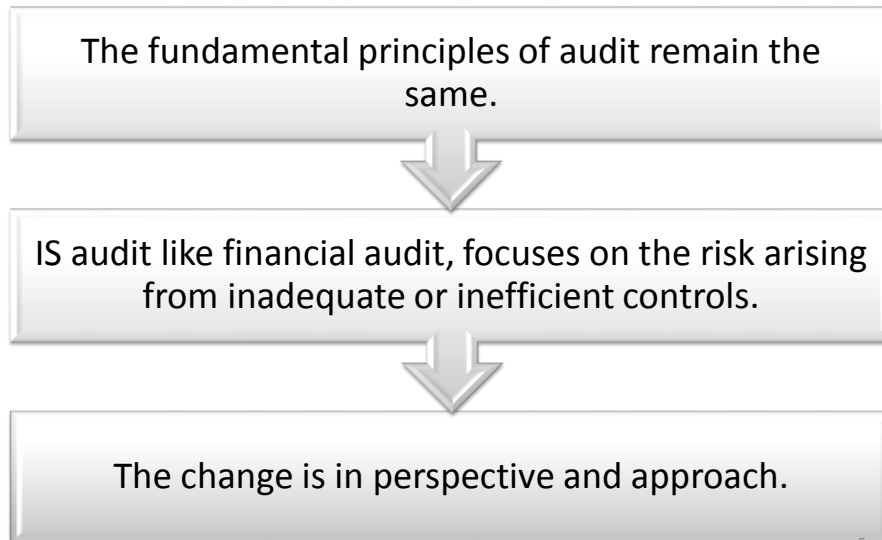 The fundamental principles of audit remain the
same.
IS audit like financial audit, focuses on the risk arising
from inadequate or inefficient controls.
The change is in perspective and approach.